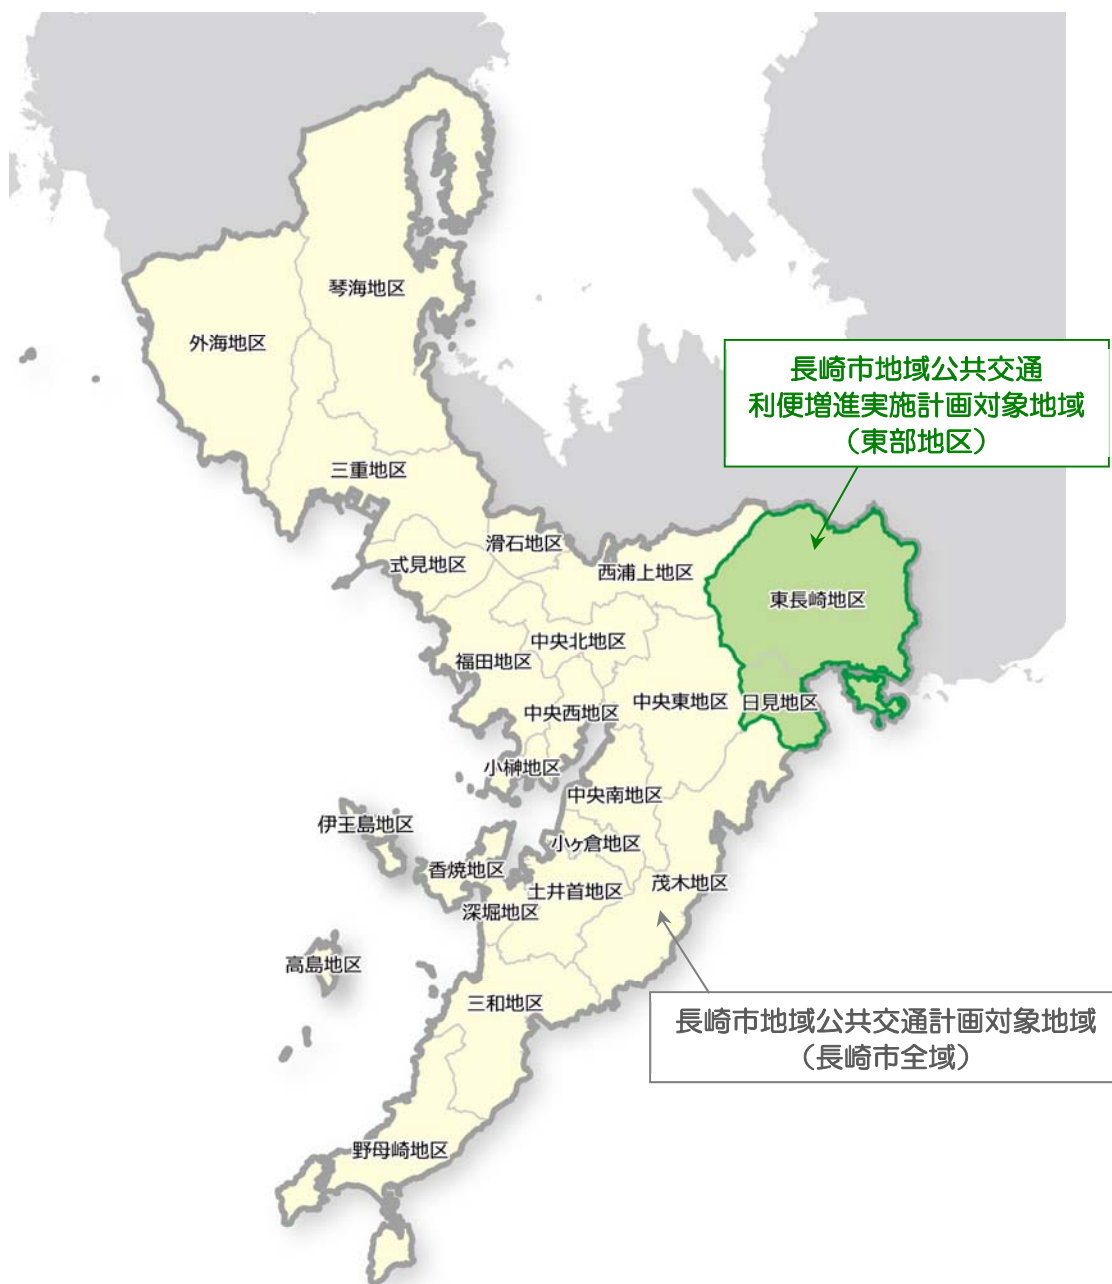 琴海地区
外海地区
長崎市地域公共交通
利便増進実施計画対象地域
（東部地区）
三重地区
滑石地区
式見地区
西浦上地区
東長崎地区
中央北地区
福田地区
中央東地区
日見地区
中央西地区
小榊地区
中央南地区
伊王島地区
小ヶ倉地区
香焼地区
茂木地区
土井首地区
深堀地区
高島地区
三和地区
長崎市地域公共交通計画対象地域
（長崎市全域）
野母崎地区